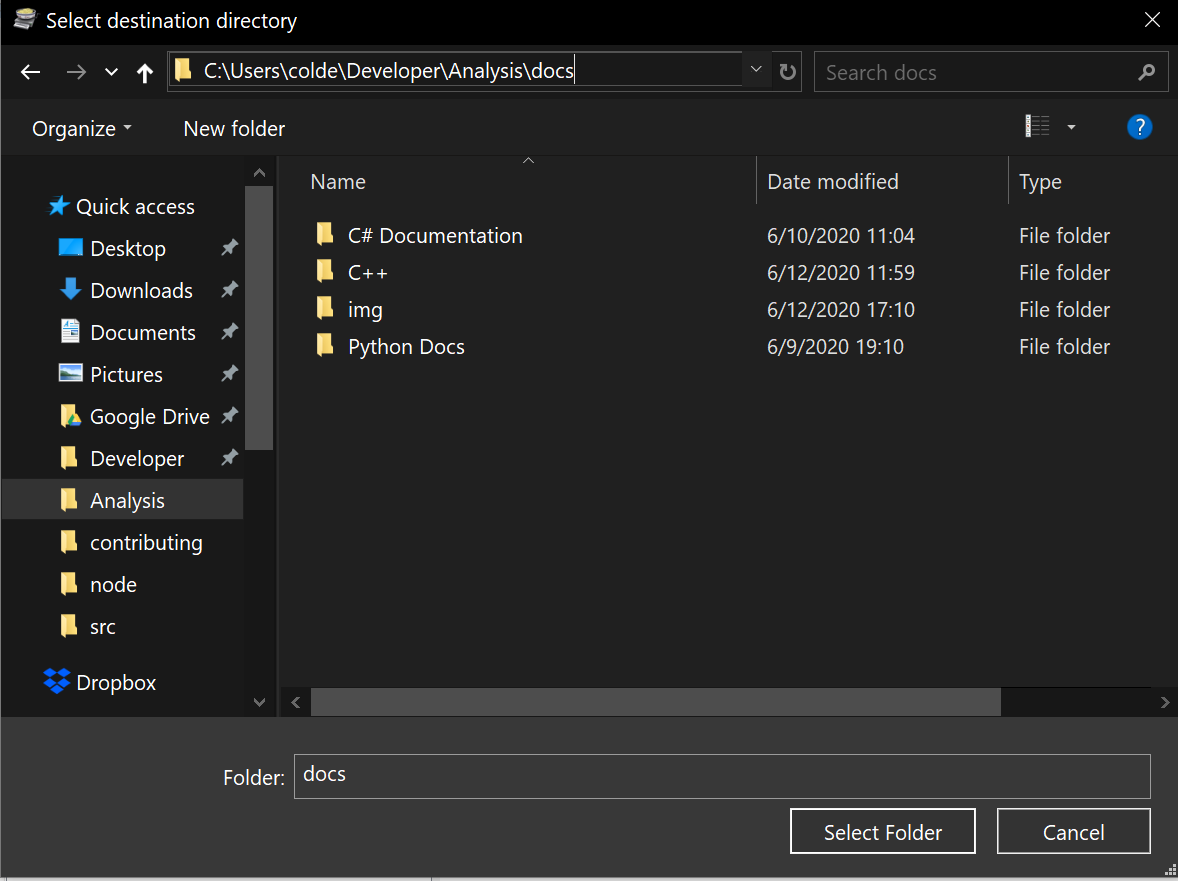 Select destination directory
C:\Users\colde\Developer\Analysis\docs
Search docs
Organize
New folder
?
Name
Date modified
Type
Quick access
Desktop
Downloads
Documents
Pictures
Google Drive
Developer
Analysis
contributing
node
src
Dropbox
C# Documentation 6/10/2020 11:04 File folder
C++ 6/12/2020 11:59 File folder
img 6/12/2020 17:10 File folder
Python Docs 6/9/2020 19:10 File folder
Folder: docs
Select Folder
Cancel